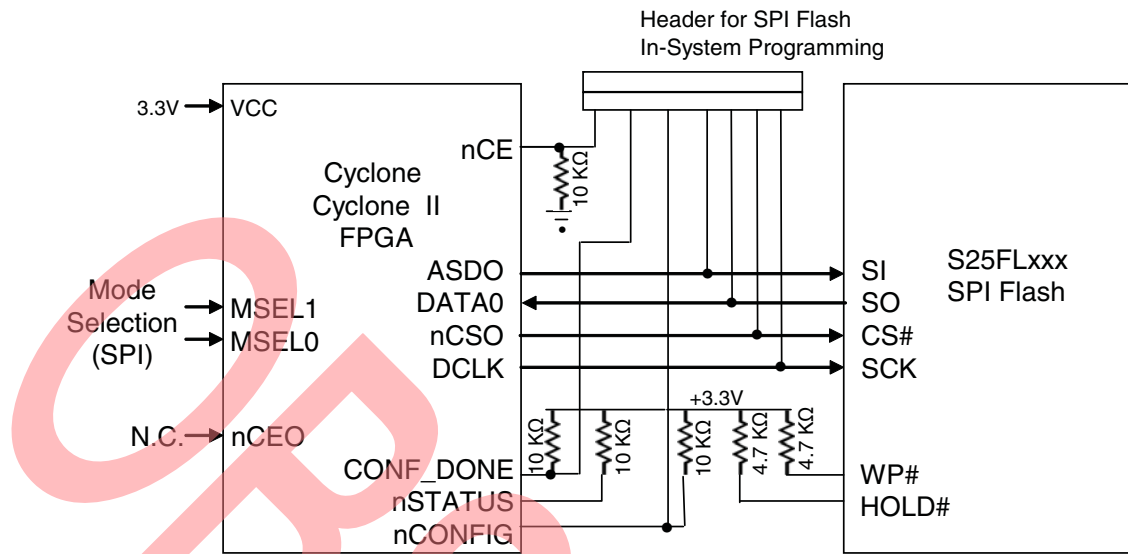 Header for SPI Flash
In-System Programming
3.3V
VCC
nCE
10 KΩ
Cyclone
Cyclone II
FPGA
ASDO
SI
S25FLxxx
SPI Flash
Mode
Selection
(SPI)
MSEL1
MSEL0
DATA0
SO
nCSO
CS#
DCLK
SCK
+3.3V
10 KΩ
10 KΩ
10 KΩ
4.7 KΩ
4.7 KΩ
N.C.
nCEO
CONF_DONE
WP#
nSTATUS
HOLD#
nCONFIG